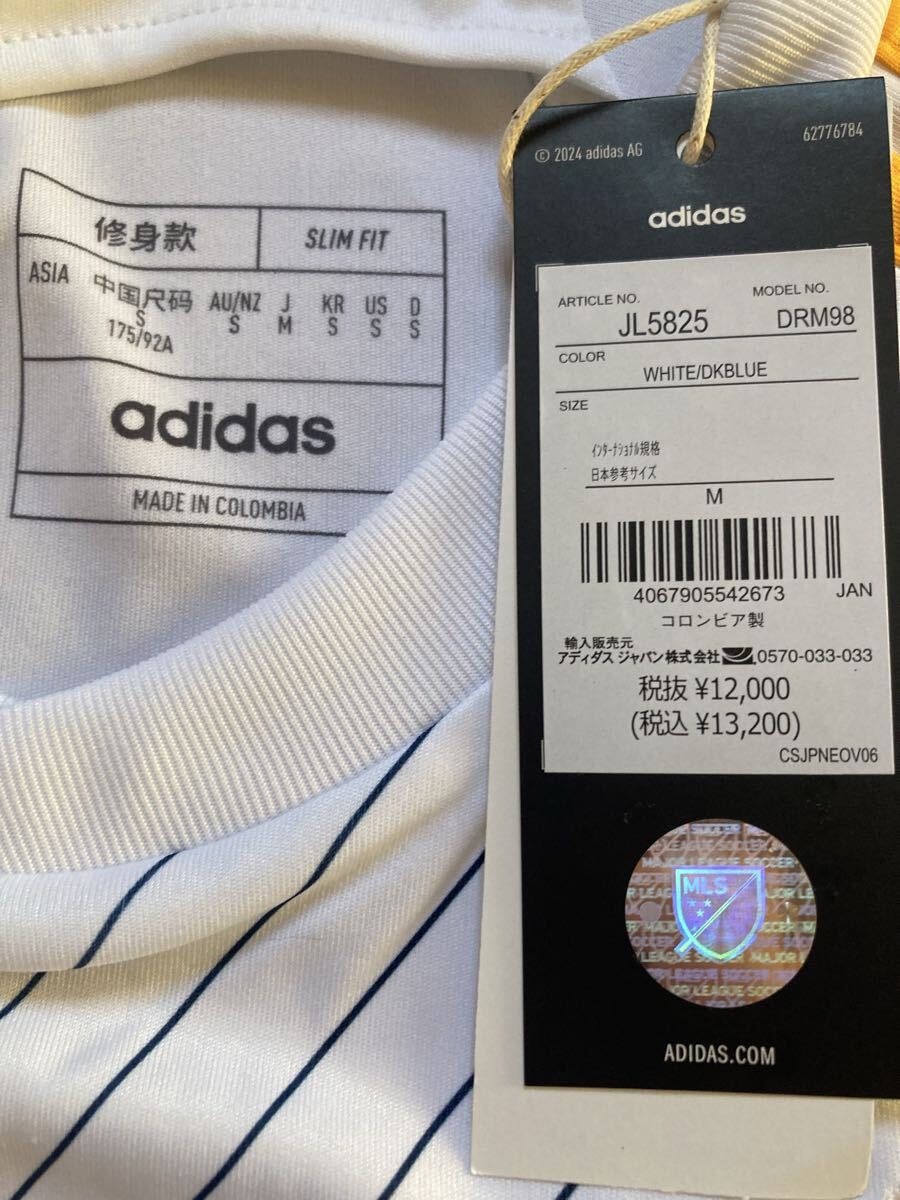 修身款 SLIM FIT
ASIA 中国尺码 AU/NZ J KR US D
S S M S S S
175/92A
adidas
MADE IN COLOMBIA
© 2024 adidas AG 62776784
adidas
ARTICLE NO. MODEL NO.
JL5825 DRM98
COLOR
WHITE/DKBLUE
SIZE
ｲﾝﾀｰﾅｼｮﾅﾙ規格
日本参考サイズ
M
4067905542673 JAN
コロンビア製
輸入販売元
アディダス ジャパン株式会社 0570-033-033
税抜 ¥12,000
(税込 ¥13,200)
CSJPNEOV06
MLS
MAJOR LEAGUE SOCCER
ADIDAS.COM